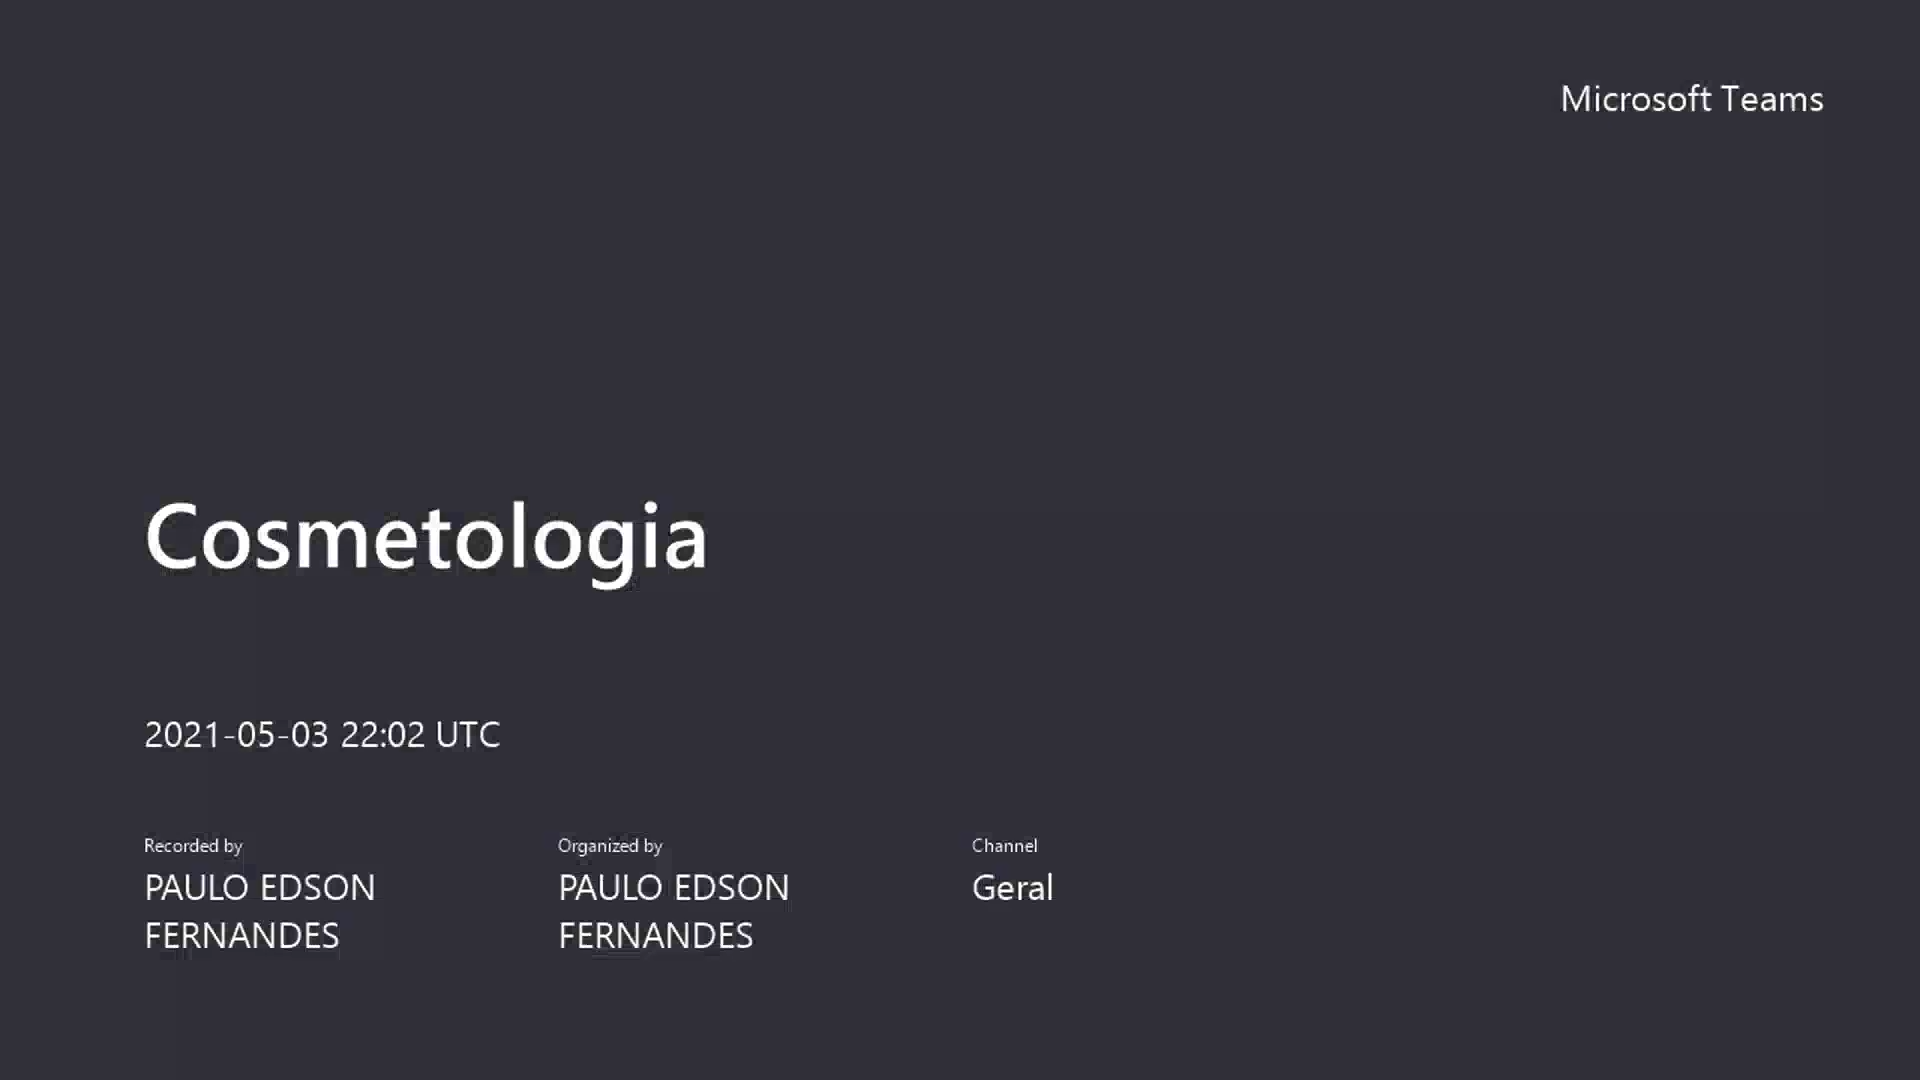 Microsoft Teams
Cosmetologia
2021-05-03 22:02 UTC
Recorded by
PAULO EDSON
FERNANDES
Organized by
PAULO EDSON
FERNANDES
Channel
Geral